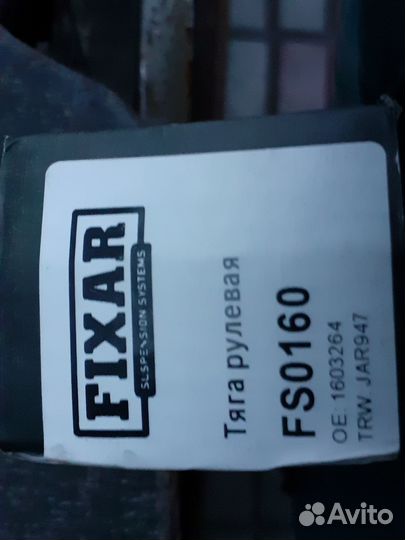 FIXAR
SUSPENSION SYSTEMS
Тяга рулевая
FS0160
OE: 1603264
TRW JAR947
Avito